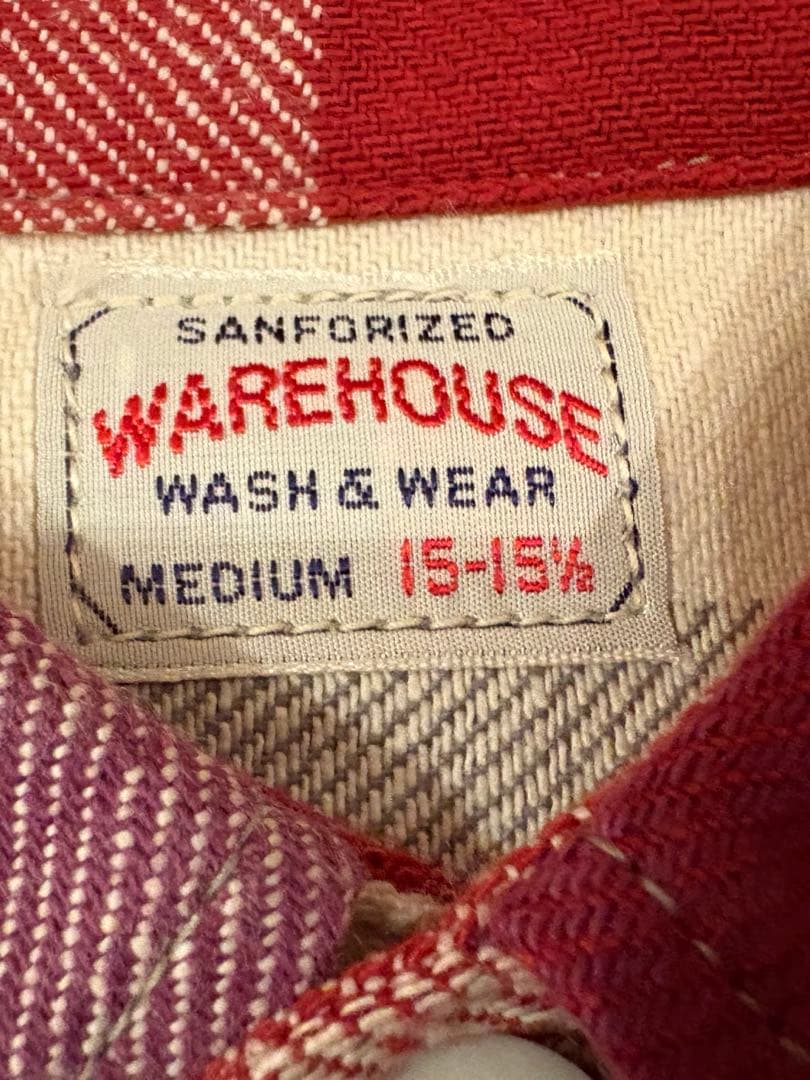 SANFORIZED
WAREHOUSE
WASH & WEAR
MEDIUM 15-15½